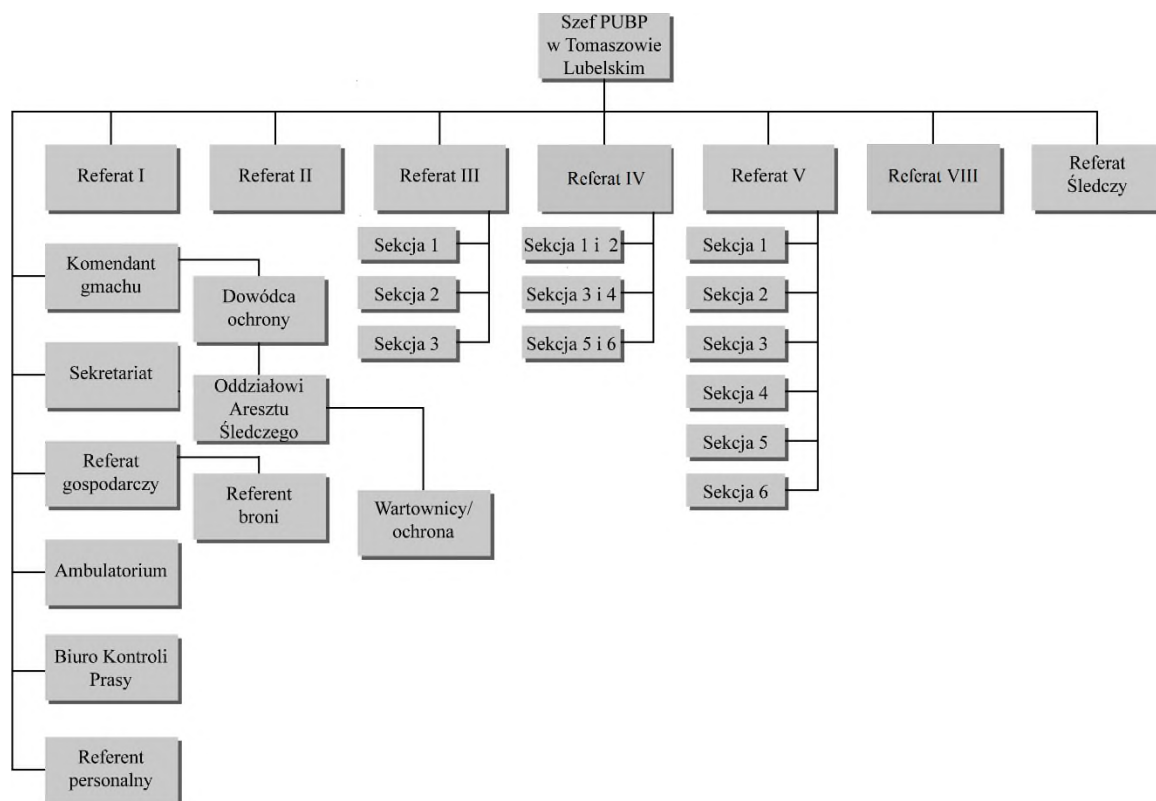 Szef PUBP
w Tomaszowie
Lubelskim
Referat I
Referat II
Referat III
Referat IV
Referat V
Referat VIII
Referat
Śledczy
Sekcja 1
Sekcja 2
Sekcja 3
Sekcja 1 i 2
Sekcja 3 i 4
Sekcja 5 i 6
Sekcja 1
Sekcja 2
Sekcja 3
Sekcja 4
Sekcja 5
Sekcja 6
Komendant
gmachu
Dowódca
ochrony
Sekretariat
Oddziałowi
Aresztu
Śledczego
Referat
gospodarczy
Referent
broni
Wartownicy/
ochrona
Ambulatorium
Biuro Kontroli
Prasy
Referent
personalny